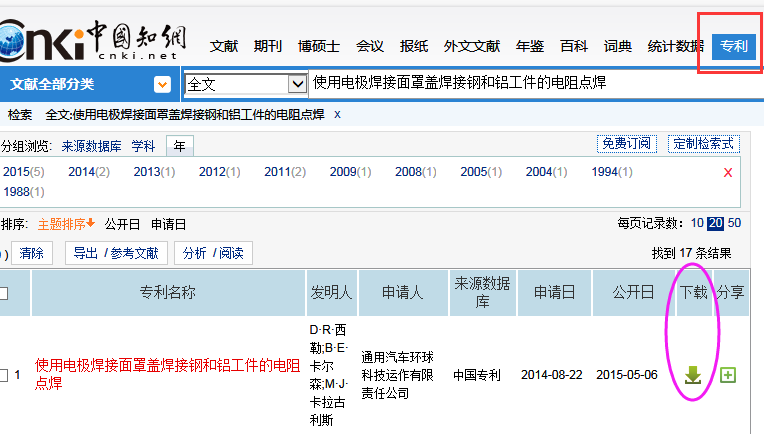 cnki 中國知網
cnki.net
文献 期刊 博硕士 会议 报纸 外文文献 年鉴 百科 词典 统计数据 专利
文献全部分类 全文 使用电极焊接面罩盖焊接钢和铝工件的电阻点焊
检索 全文:使用电极焊接面罩盖焊接钢和铝工件的电阻点焊 x
分组浏览: 来源数据库 学科 年 免费订阅 定制检索式
2015(5) 2014(2) 2013(1) 2012(1) 2011(2) 2009(1) 2008(1) 2005(1) 2004(1) 1994(1) X
1988(1)
排序: 主题排序 公开日 申请日 每页记录数: 10 20 50
) 清除 导出 / 参考文献 分析 / 阅读 找到 17 条结果
专利名称 发明人 申请人 来源数据库 申请日 公开日 下载 分享
1 使用电极焊接面罩盖焊接钢和铝工件的电阻
点焊
D·R·西
勒;B·E·
卡尔
森;M·J·
卡拉古
利斯
通用汽车环球
科技运作有限
责任公司
中国专利 2014-08-22 2015-05-06